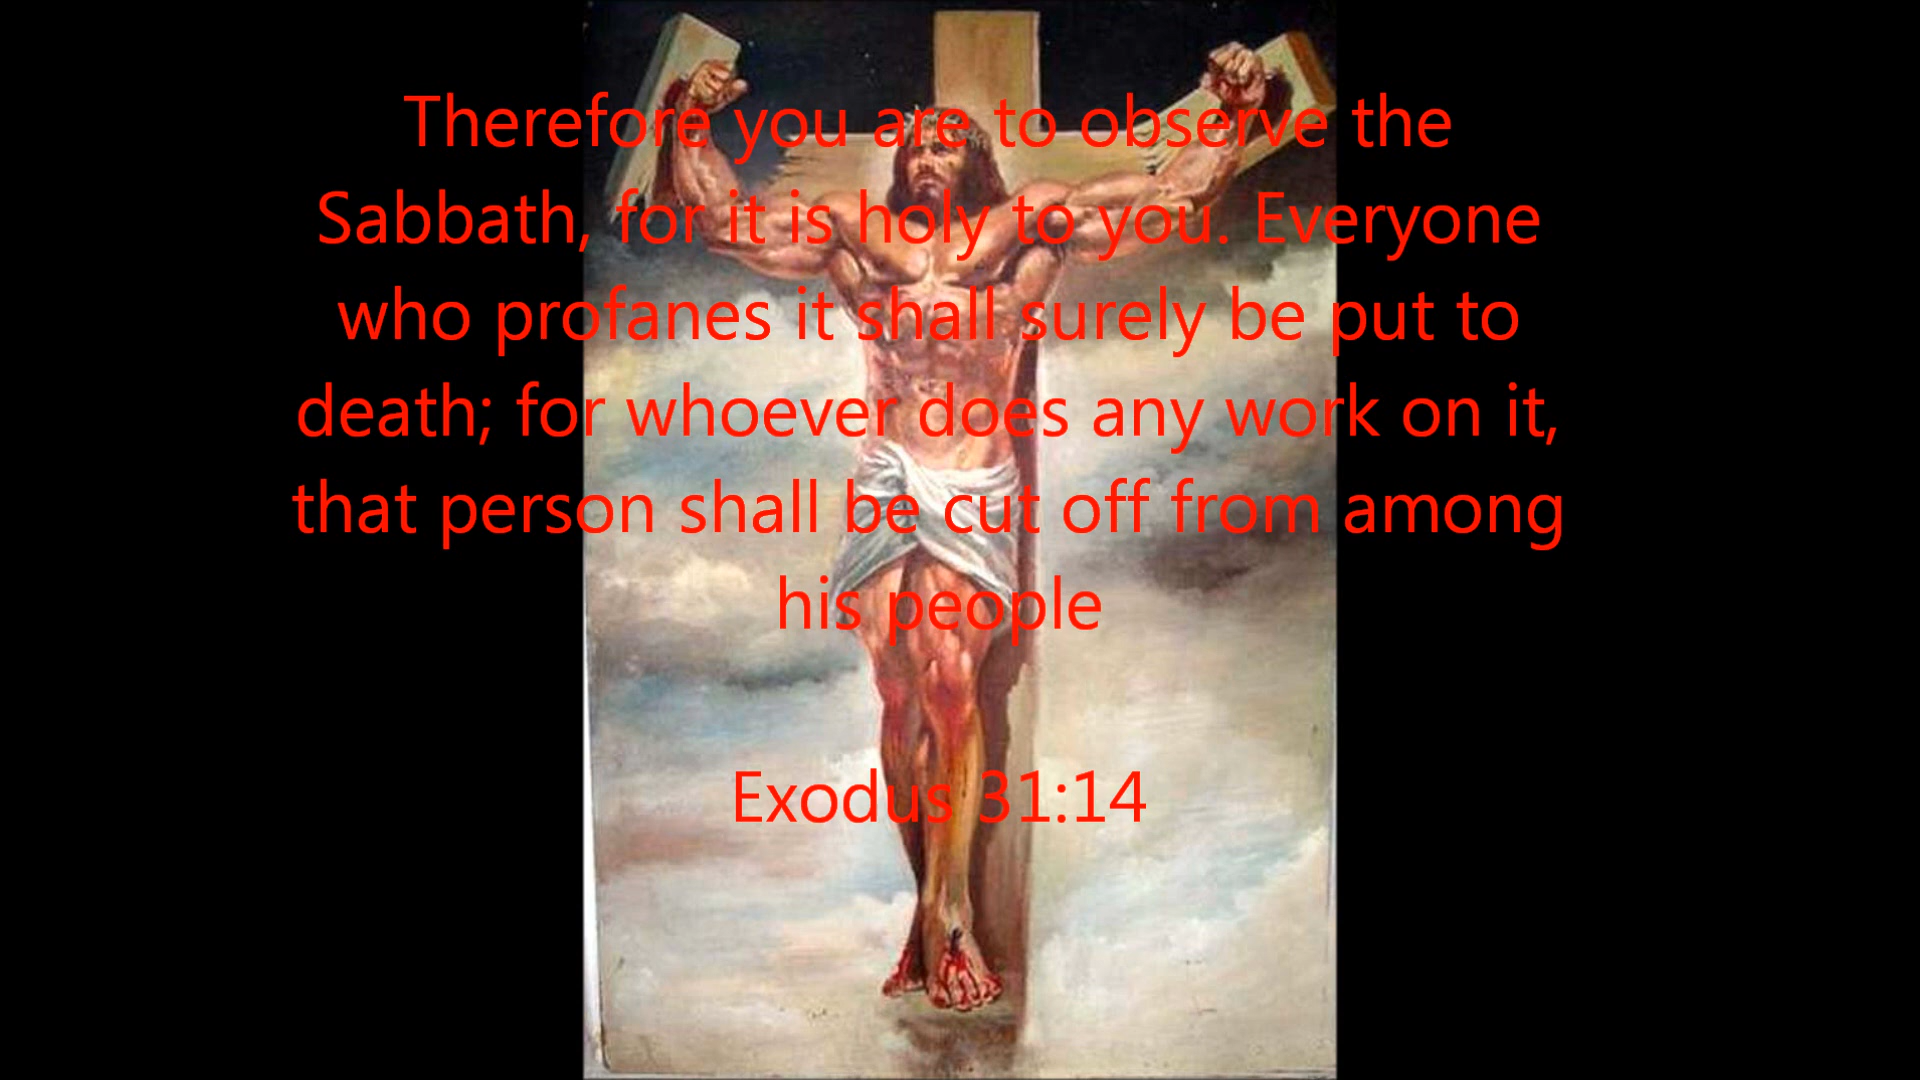 Therefore you are to observe the
Sabbath, for it is holy to you. Everyone
who profanes it shall surely be put to
death; for whoever does any work on it,
that person shall be cut off from among
his people
Exodus 31:14